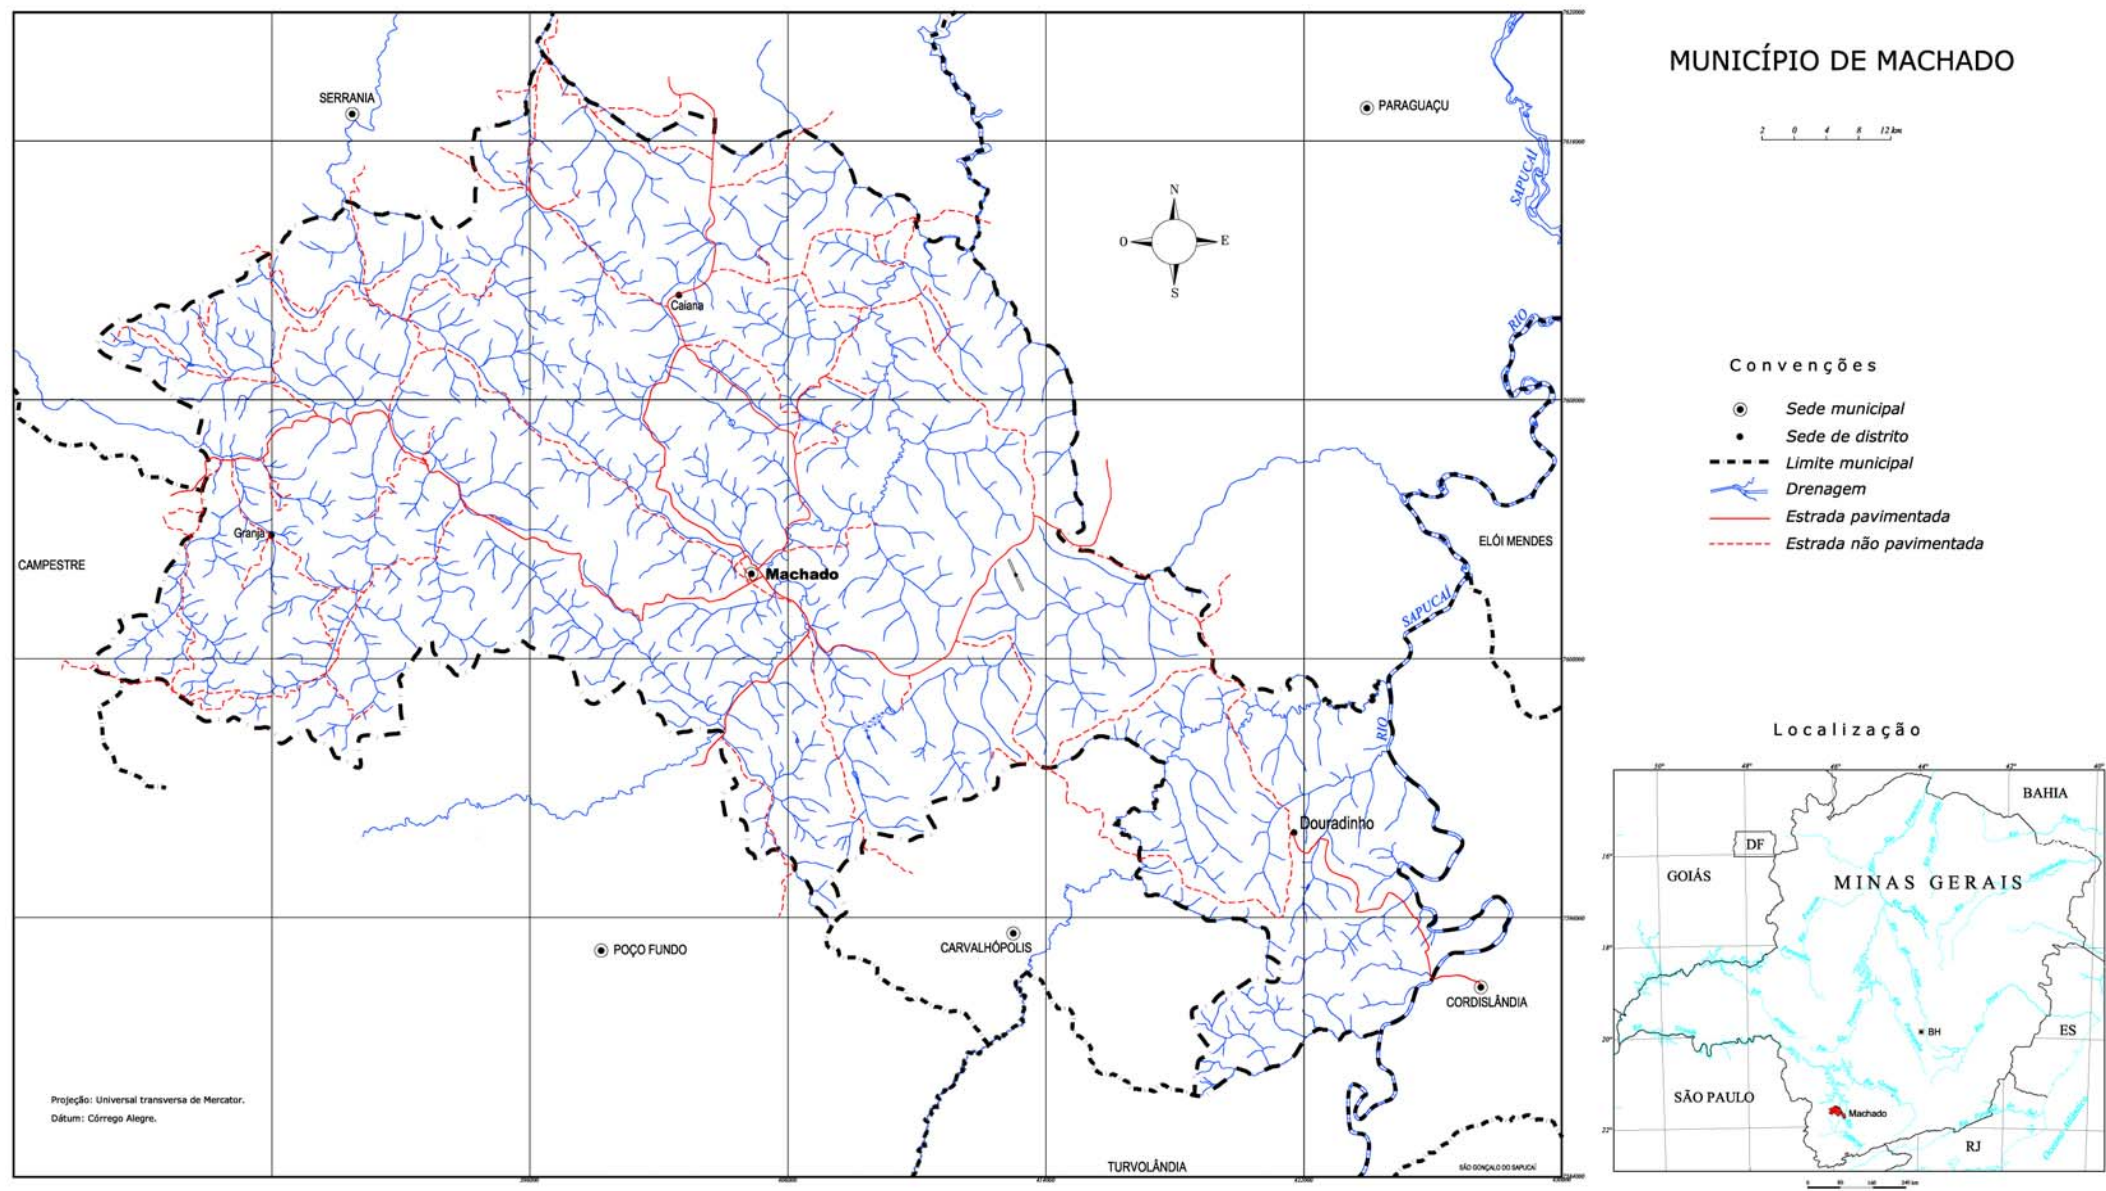 MUNICÍPIO DE MACHADO
2 0 4 8 12 km
SERRANIA
PARAGUAÇU
SAPUCAÍ
N
O E
S
Caiana
RIO
Convenções
Sede municipal
Sede de distrito
Limite municipal
Drenagem
Estrada pavimentada
Estrada não pavimentada
Granja
CAMPESTRE
Machado
ELÓI MENDES
SAPUCAÍ
RIO
Douradinho
POÇO FUNDO
CARVALHÓPOLIS
CORDISLÂNDIA
Projeção: Universal transversa de Mercator.
Dátum: Córrego Alegre.
TURVOLÂNDIA
SÃO GONÇALO DO SAPUCAÍ
Localização
BAHIA
DF
GOIÁS
MINAS GERAIS
BH
ES
SÃO PAULO
Machado
RJ